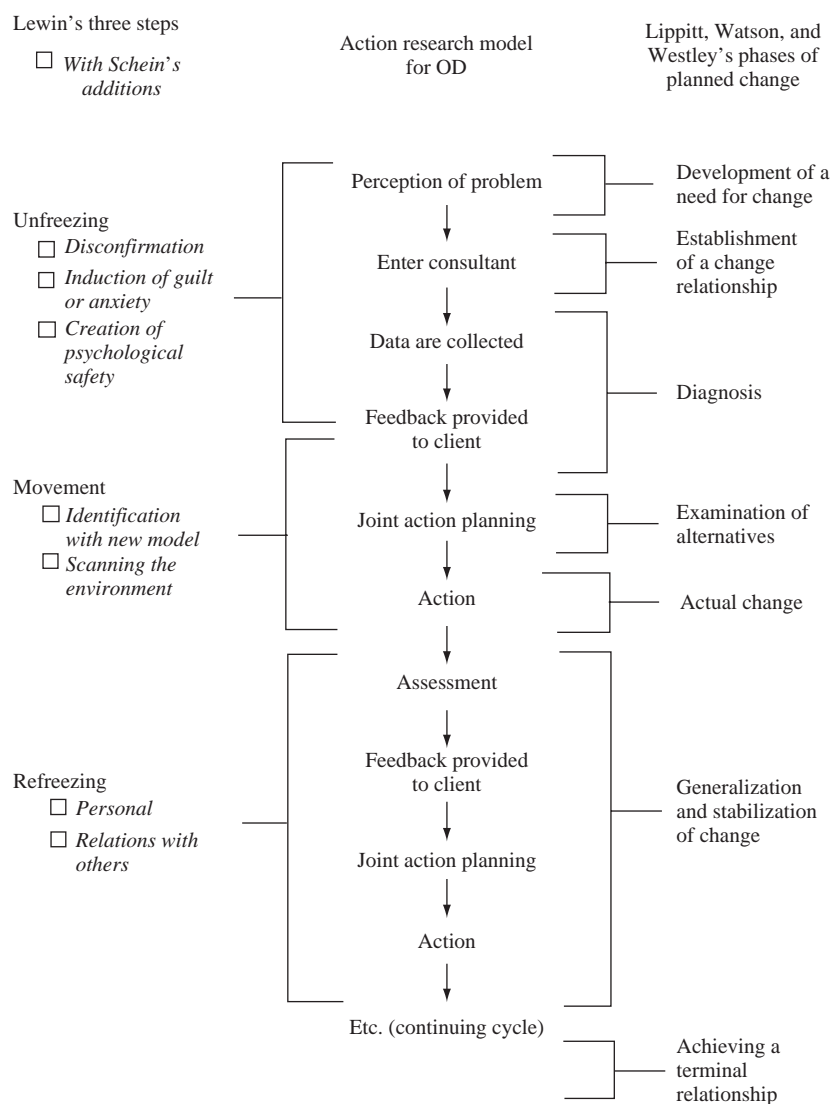 Lewin's three steps
With Schein's
additions
Action research model
for OD
Lippitt, Watson, and
Westley's phases of
planned change
Unfreezing
Disconfirmation
Induction of guilt
or anxiety
Creation of
psychological
safety
Movement
Identification
with new model
Scanning the
environment
Refreezing
Personal
Relations with
others
Perception of problem
Enter consultant
Data are collected
Feedback provided
to client
Joint action planning
Action
Assessment
Feedback provided
to client
Joint action planning
Action
Etc. (continuing cycle)
Development of a
need for change
Establishment
of a change
relationship
Diagnosis
Examination of
alternatives
Actual change
Generalization
and stabilization
of change
Achieving a
terminal
relationship